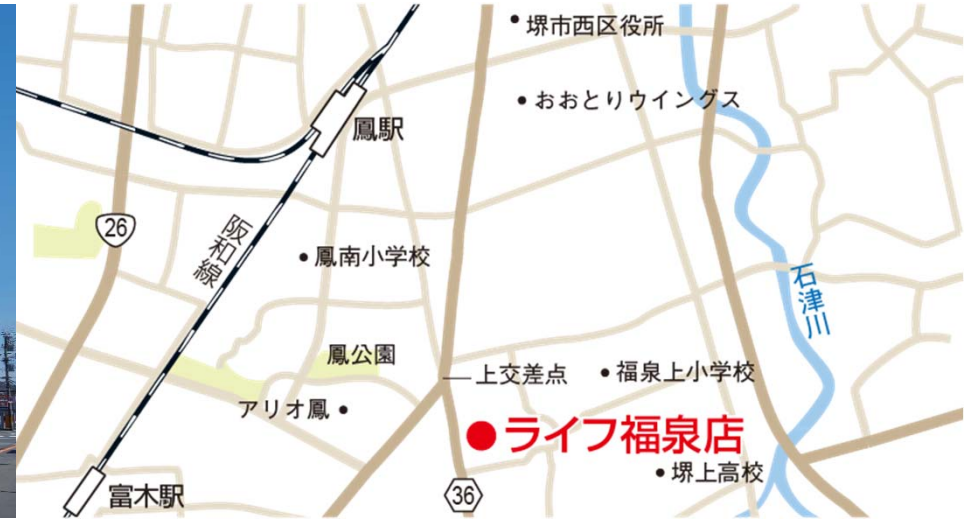 堺市西区役所
おおとりウイングス
鳳駅
26
阪和線
鳳南小学校
石津川
鳳公園
上交差点
福泉上小学校
アリオ鳳
ライフ福泉店
堺上高校
富木駅
36